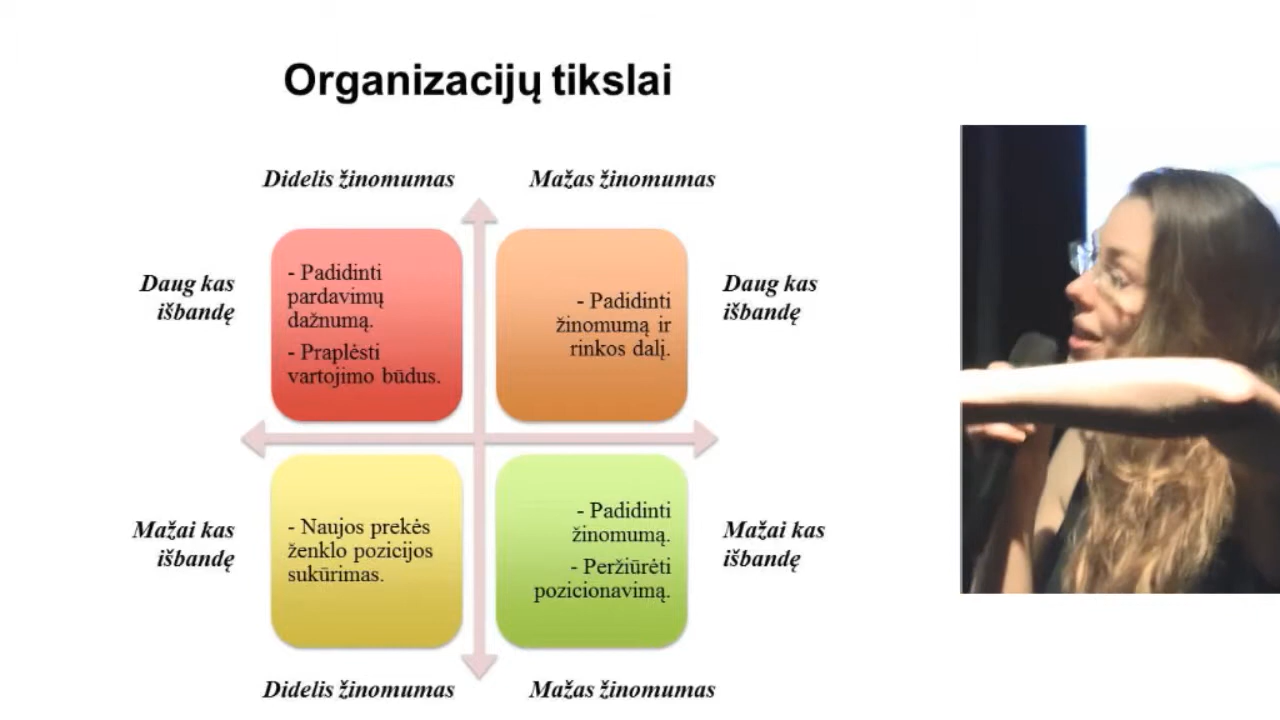 Organizacijų tikslai
Didelis žinomumas
Mažas žinomumas
Daug kas
išbandę
- Padidinti
pardavimų
dažnumą.
- Praplėsti
vartojimo būdus.
- Padidinti
žinomumą ir
rinkos dalį.
Daug kas
išbandę
Mažai kas
išbandę
- Naujos prekės
ženklo pozicijos
sukūrimas.
- Padidinti
žinomumą.
- Peržiūrėti
pozicionavimą.
Mažai kas
išbandę
Didelis žinomumas
Mažas žinomumas